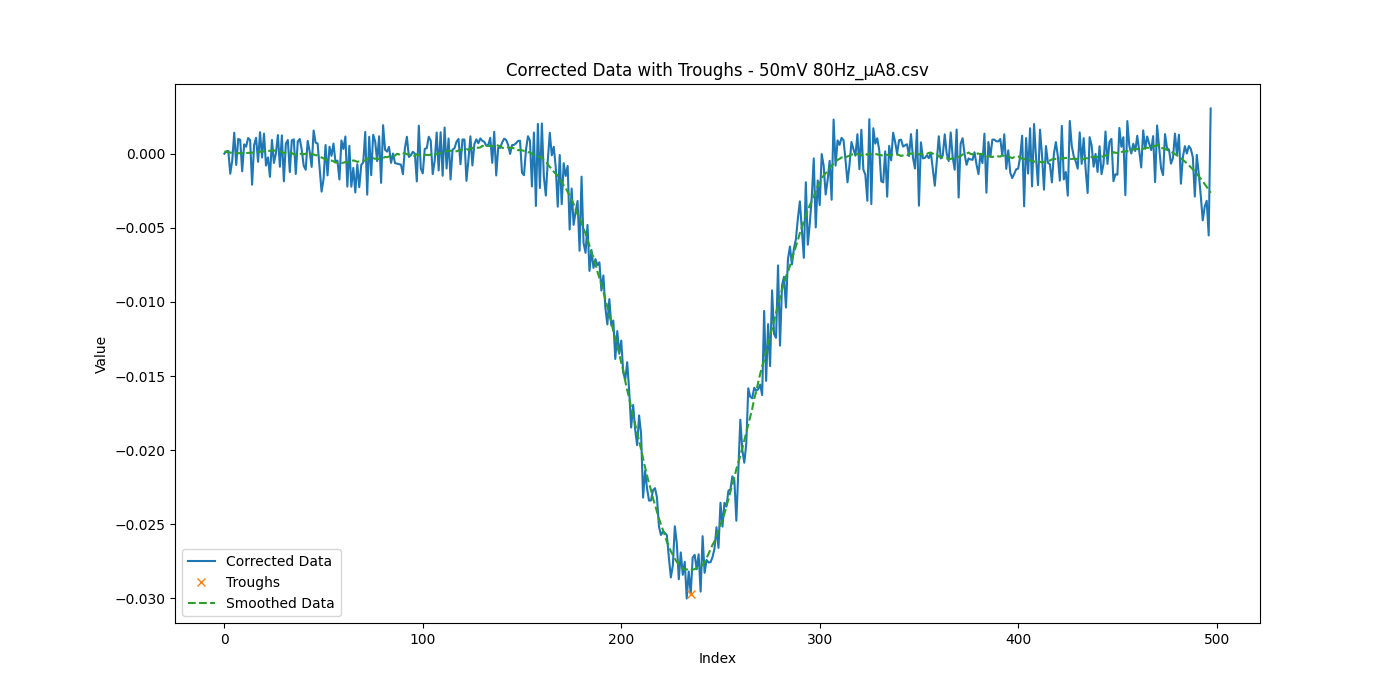 Corrected Data with Troughs - 50mV 80Hz_μA8.csv
Value
0.000
−0.005
−0.010
−0.015
−0.020
−0.025
−0.030
Corrected Data
Troughs
Smoothed Data
0 100 200 300 400 500
Index